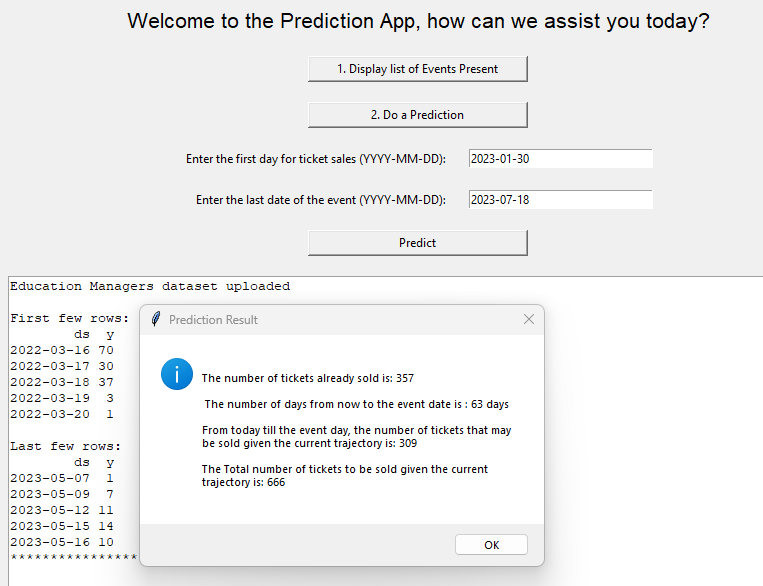 Welcome to the Prediction App, how can we assist you today?
1. Display list of Events Present
2. Do a Prediction
Enter the first day for ticket sales (YYYY-MM-DD): 2023-01-30
Enter the last date of the event (YYYY-MM-DD): 2023-07-18
Predict
Education Managers dataset uploaded
First few rows:
ds y
2022-03-16 70
2022-03-17 30
2022-03-18 37
2022-03-19 3
2022-03-20 1
Last few rows:
ds y
2023-05-07 1
2023-05-09 7
2023-05-12 11
2023-05-15 14
2023-05-16 10
****************
Prediction Result
The number of tickets already sold is: 357
The number of days from now to the event date is : 63 days
From today till the event day, the number of tickets that may
be sold given the current trajectory is: 309
The Total number of tickets to be sold given the current
trajectory is: 666
OK